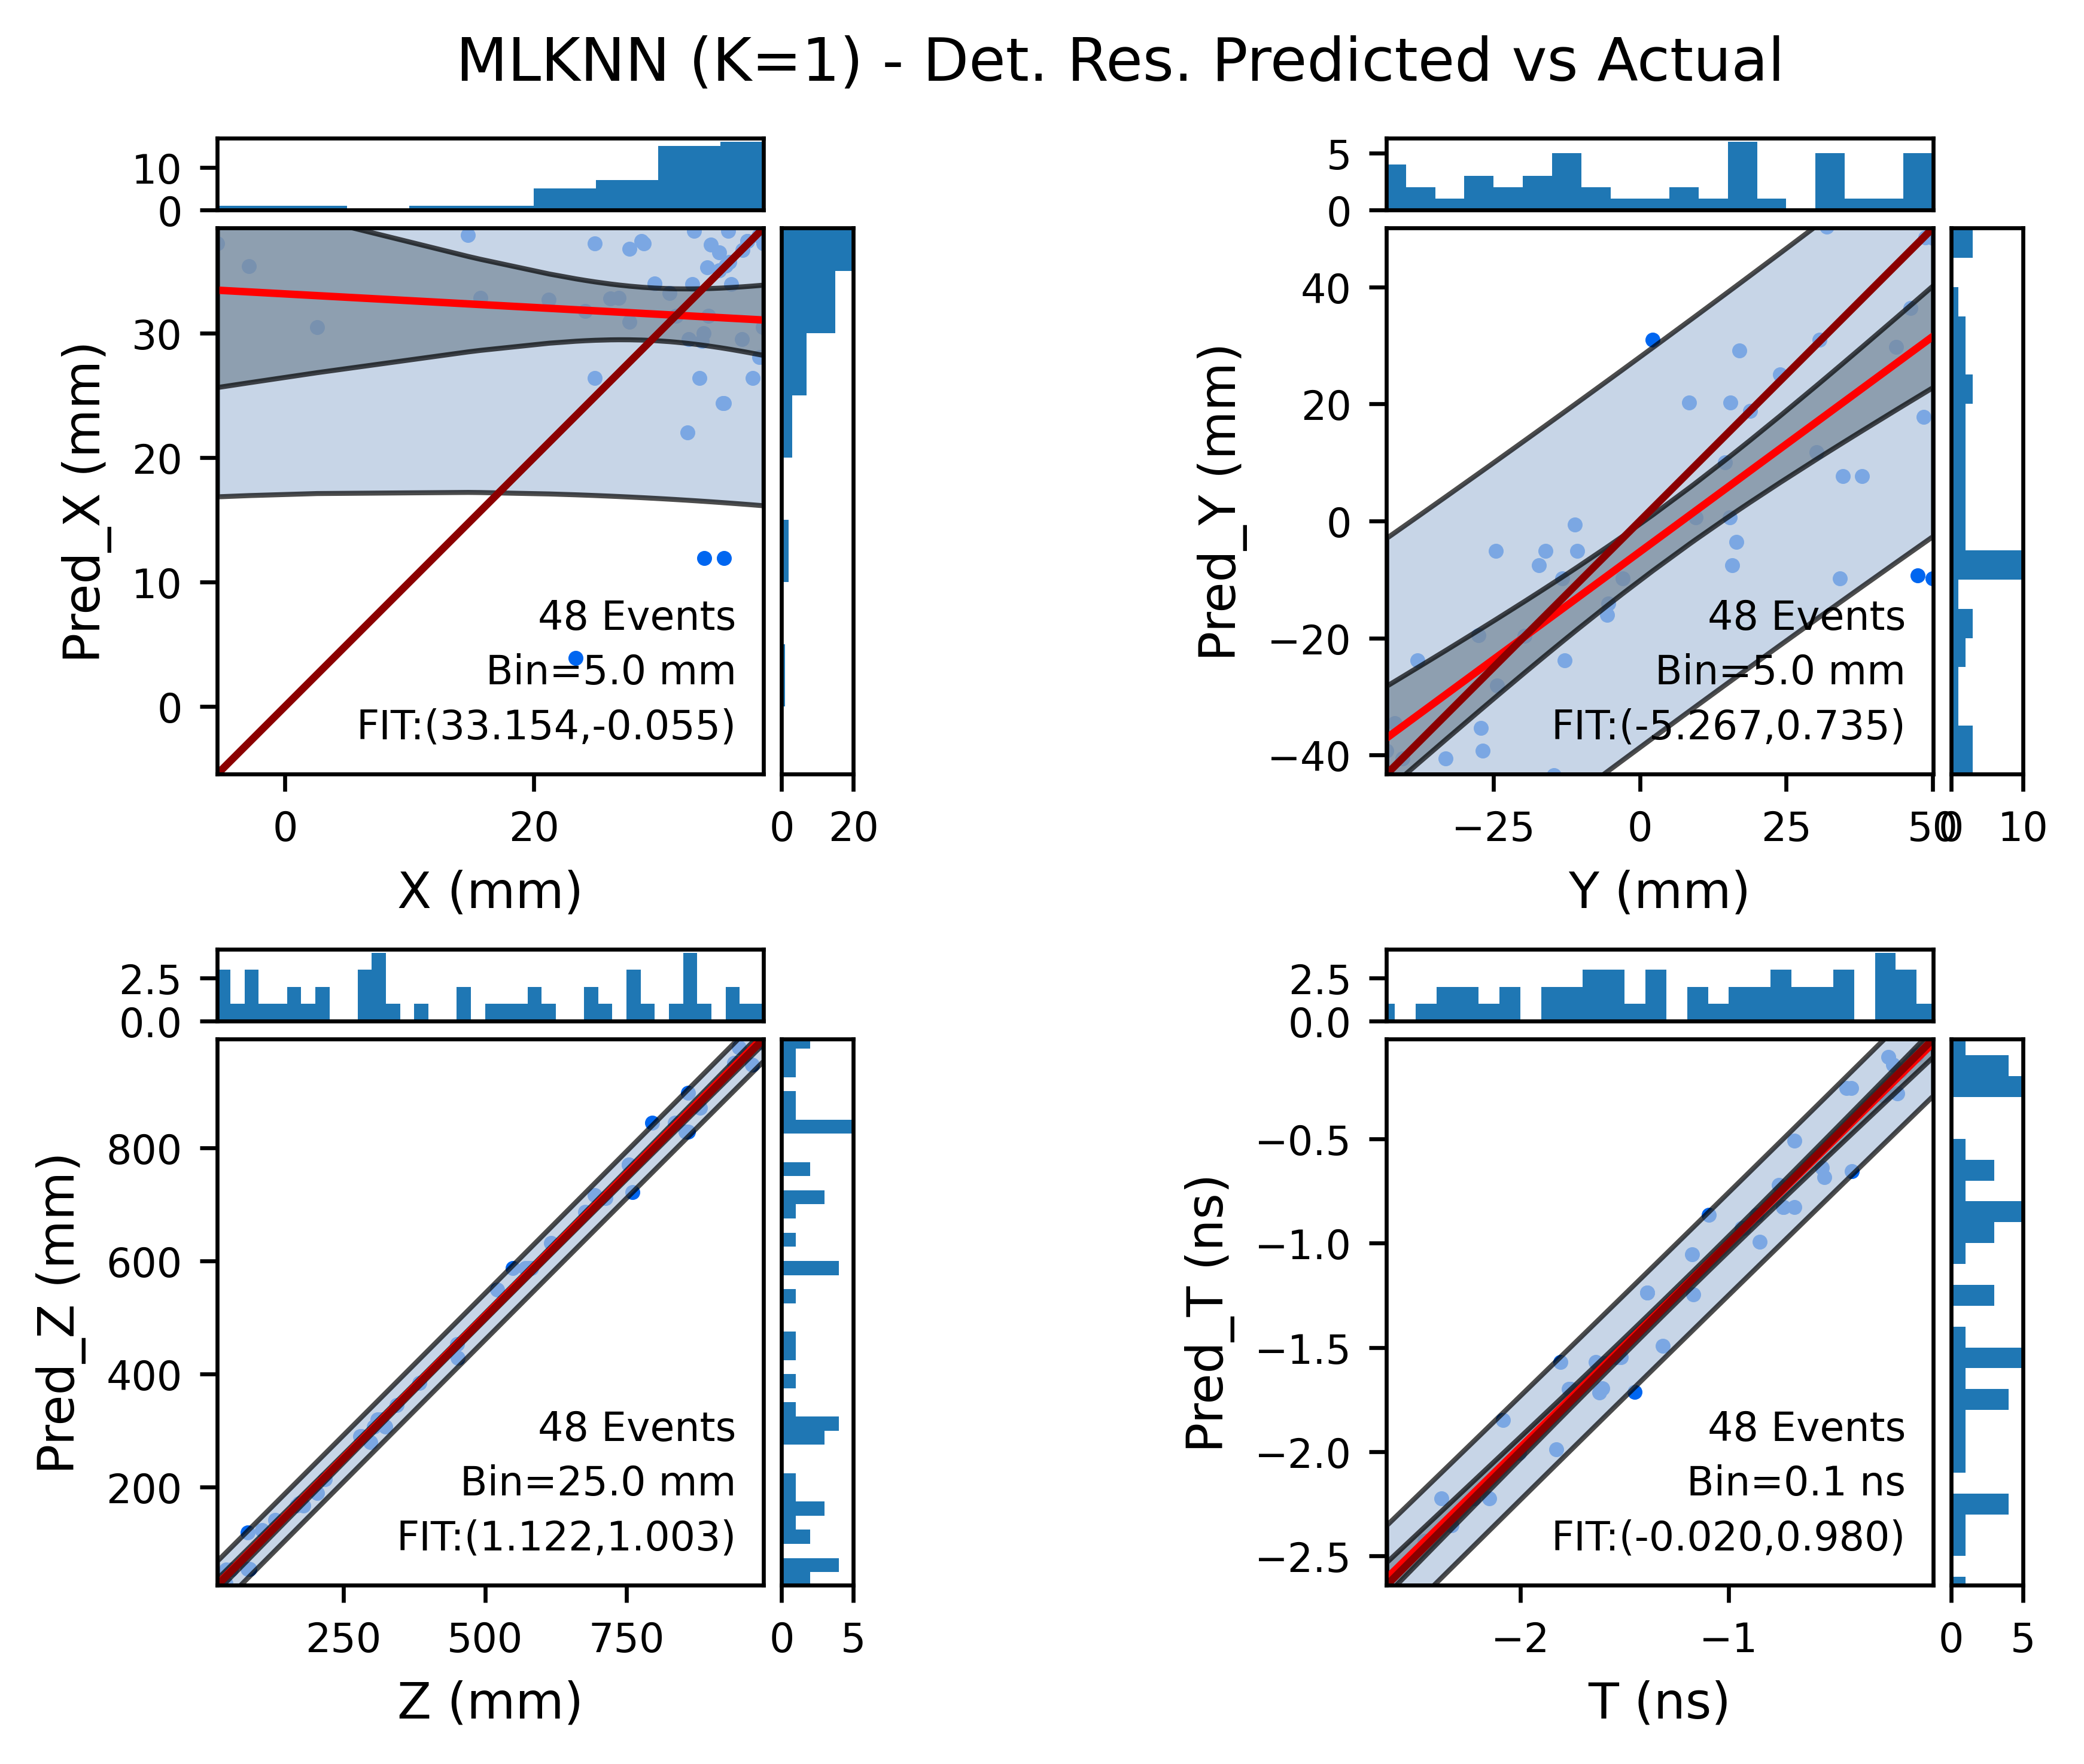 MLKNN (K=1) - Det. Res. Predicted vs Actual
10
0
Pred_X (mm)
30
20
10
0
48 Events
Bin=5.0 mm
FIT:(33.154,-0.055)
0
20
0
20
X (mm)
5
0
Pred_Y (mm)
40
20
0
−20
−40
48 Events
Bin=5.0 mm
FIT:(-5.267,0.735)
−25
0
25
50
0
10
Y (mm)
2.5
0.0
Pred_Z (mm)
800
600
400
200
48 Events
Bin=25.0 mm
FIT:(1.122,1.003)
250
500
750
0
5
Z (mm)
2.5
0.0
Pred_T (ns)
−0.5
−1.0
−1.5
−2.0
−2.5
48 Events
Bin=0.1 ns
FIT:(-0.020,0.980)
−2
−1
0
5
T (ns)